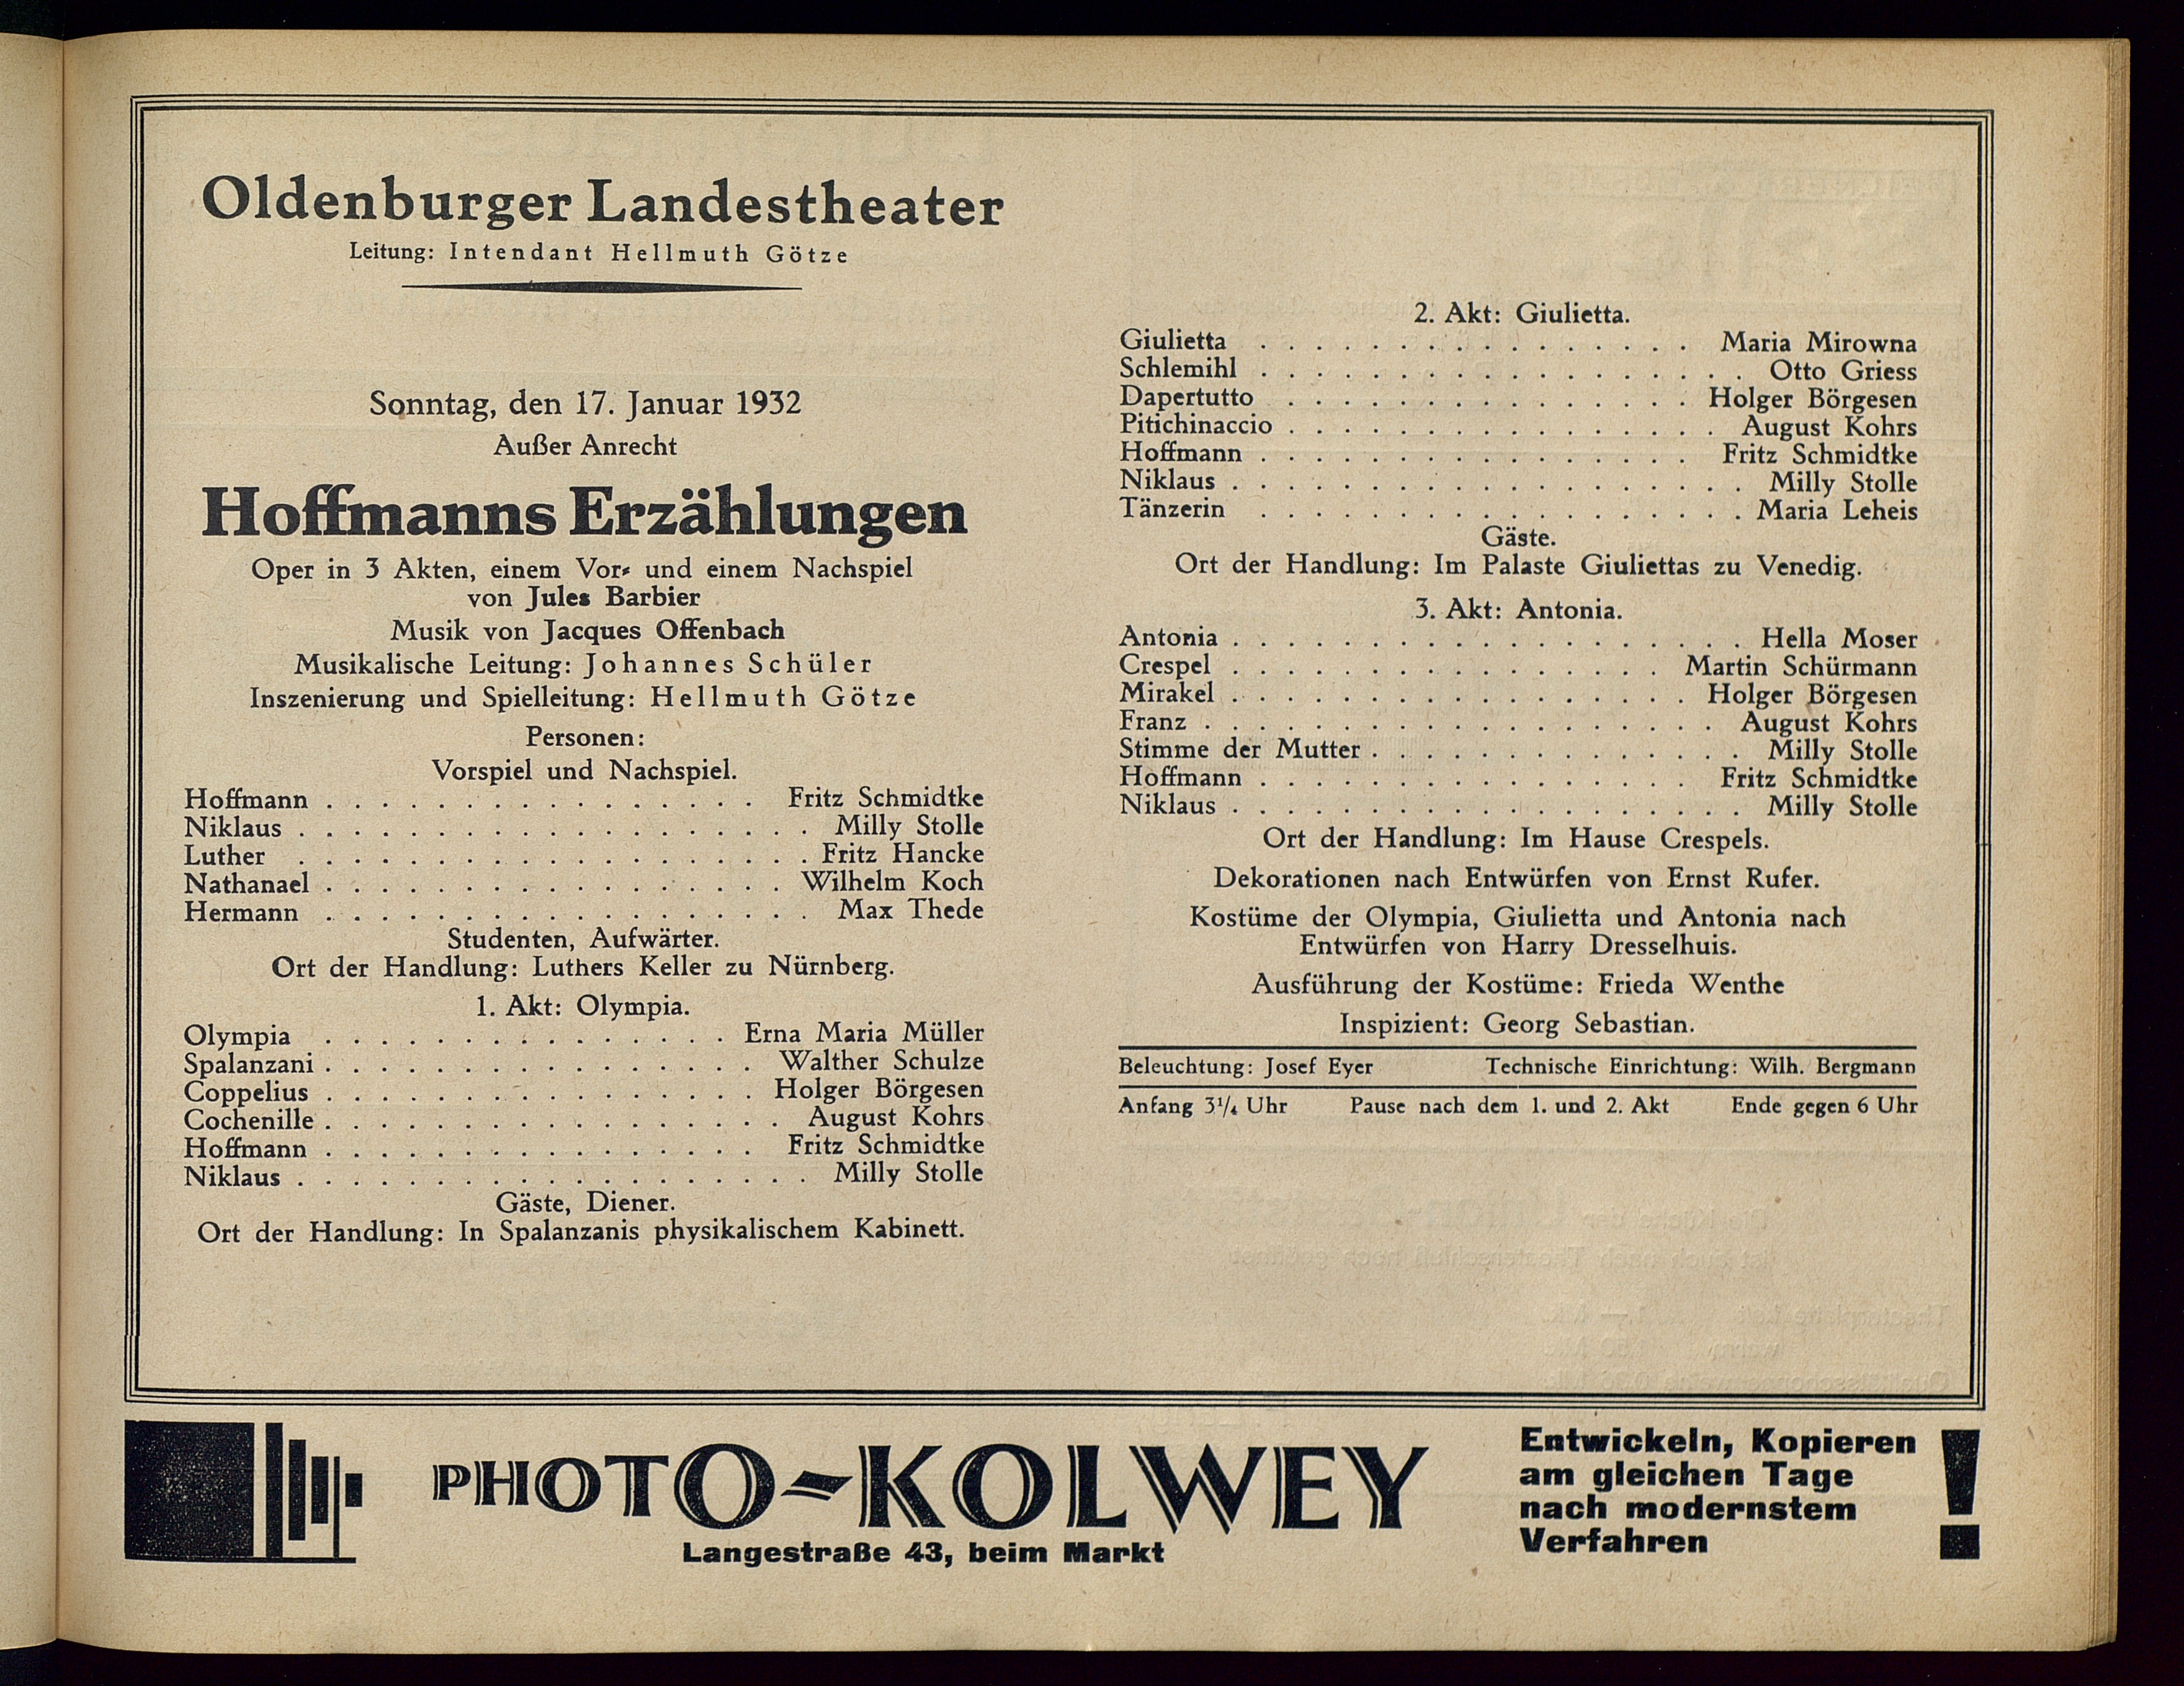 Oldenburger Landestheater
Leitung: Intendant Hellmuth Götze
Sonntag, den 17. Januar 1932
Außer Anrecht
Hoffmanns Erzählungen
Oper in 3 Akten, einem Vor- und einem Nachspiel
von Jules Barbier
Musik von Jacques Offenbach
Musikalische Leitung: Johannes Schüler
Inszenierung und Spielleitung: Hellmuth Götze
Personen:
Vorspiel und Nachspiel.
Hoffmann . . . . . . . . . . . . . . . . Fritz Schmidtke
Niklaus . . . . . . . . . . . . . . . . . . . Milly Stolle
Luther . . . . . . . . . . . . . . . . . . . Fritz Hancke
Nathanael . . . . . . . . . . . . . . . . . Wilhelm Koch
Hermann . . . . . . . . . . . . . . . . . . Max Thede
Studenten, Aufwärter.
Ort der Handlung: Luthers Keller zu Nürnberg.
1. Akt: Olympia.
Olympia . . . . . . . . . . . . . . . Erna Maria Müller
Spalanzani . . . . . . . . . . . . . . . . Walther Schulze
Coppelius . . . . . . . . . . . . . . . . Holger Börgesen
Cochenille . . . . . . . . . . . . . . . . . August Kohrs
Hoffmann . . . . . . . . . . . . . . . . Fritz Schmidtke
Niklaus . . . . . . . . . . . . . . . . . . . Milly Stolle
Gäste, Diener.
Ort der Handlung: In Spalanzanis physikalischem Kabinett.
2. Akt: Giulietta.
Giulietta . . . . . . . . . . . . . . . . Maria Mirowna
Schlemihl . . . . . . . . . . . . . . . . . . Otto Griess
Dapertutto . . . . . . . . . . . . . . . Holger Börgesen
Pitichinaccio . . . . . . . . . . . . . . . . August Kohrs
Hoffmann . . . . . . . . . . . . . . . . Fritz Schmidtke
Niklaus . . . . . . . . . . . . . . . . . . . Milly Stolle
Tänzerin . . . . . . . . . . . . . . . . . . Maria Leheis
Gäste.
Ort der Handlung: Im Palaste Giuliettas zu Venedig.
3. Akt: Antonia.
Antonia . . . . . . . . . . . . . . . . . . . Hella Moser
Crespel . . . . . . . . . . . . . . . . Martin Schürmann
Mirakel . . . . . . . . . . . . . . . . . Holger Börgesen
Franz . . . . . . . . . . . . . . . . . . . August Kohrs
Stimme der Mutter . . . . . . . . . . . . . . Milly Stolle
Hoffmann . . . . . . . . . . . . . . . . Fritz Schmidtke
Niklaus . . . . . . . . . . . . . . . . . . . Milly Stolle
Ort der Handlung: Im Hause Crespels.
Dekorationen nach Entwürfen von Ernst Rufer.
Kostüme der Olympia, Giulietta und Antonia nach
Entwürfen von Harry Dresselhuis.
Ausführung der Kostüme: Frieda Wenthe
Inspizient: Georg Sebastian.
Beleuchtung: Josef Eyer Technische Einrichtung: Wilh. Bergmann
Anfang 3¼ Uhr Pause nach dem 1. und 2. Akt Ende gegen 6 Uhr
PHOTO-KOLWEY
Langestraße 43, beim Markt
Entwickeln, Kopieren
am gleichen Tage
nach modernstem
Verfahren !